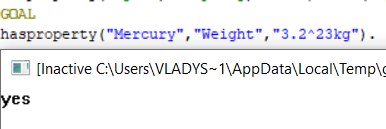 GOAL
hasproperty("Mercury","Weight","3.2^23kg").
[Inactive C:\Users\VLADYS~1\AppData\Local\Temp\
yes